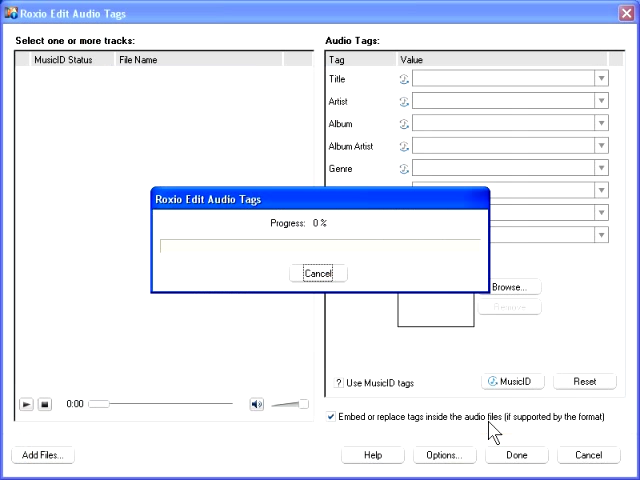 Roxio Edit Audio Tags
Select one or more tracks:
MusicID Status File Name
Audio Tags:
Tag Value
Title
Artist
Album
Album Artist
Genre
Roxio Edit Audio Tags
Progress: 0 %
Cancel
Browse...
Remove
? Use MusicID tags
MusicID
Reset
0:00
Embed or replace tags inside the audio files (if supported by the format)
Add Files...
Help
Options...
Done
Cancel